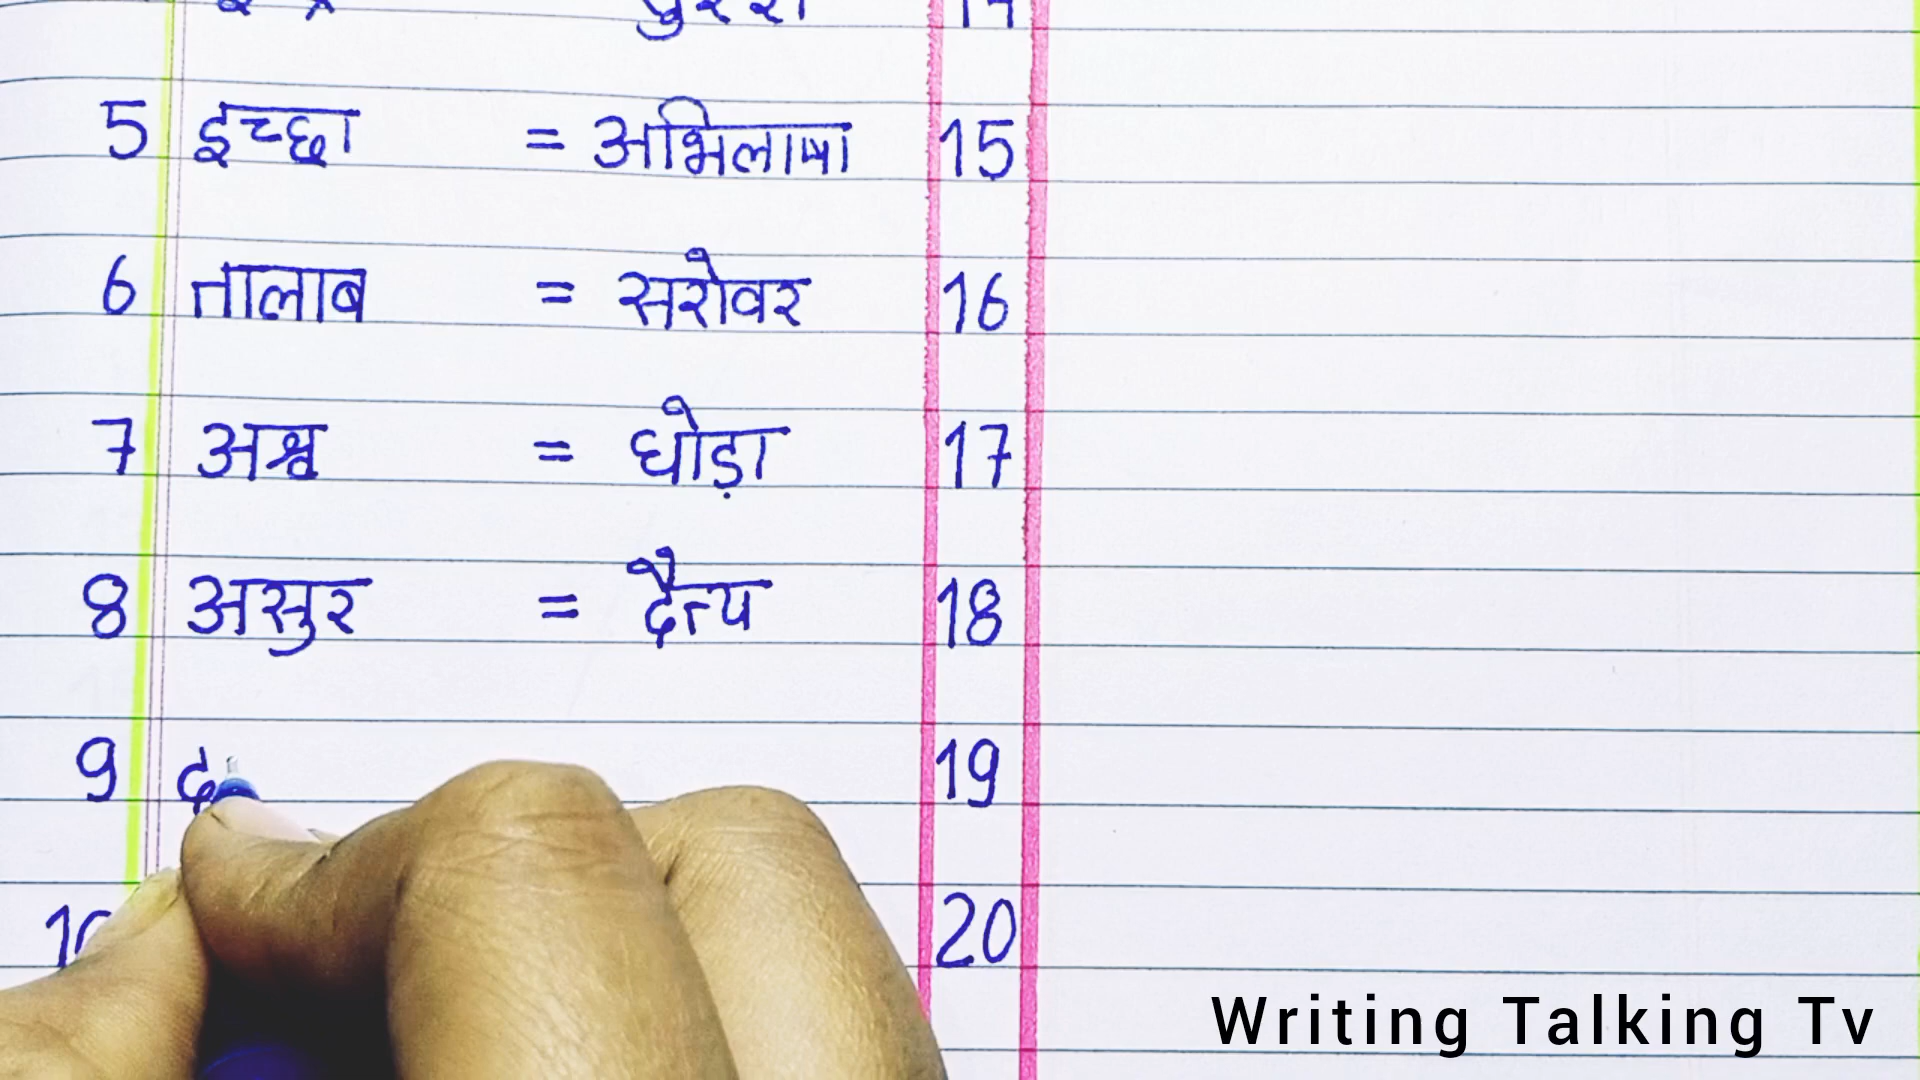 5 इच्छा = अभिलाषा 15
6 तालाब = सरोवर 16
7 अश्व = घोड़ा 17
8 असुर = दैत्य 18
9 द 19
10 20
Writing Talking Tv